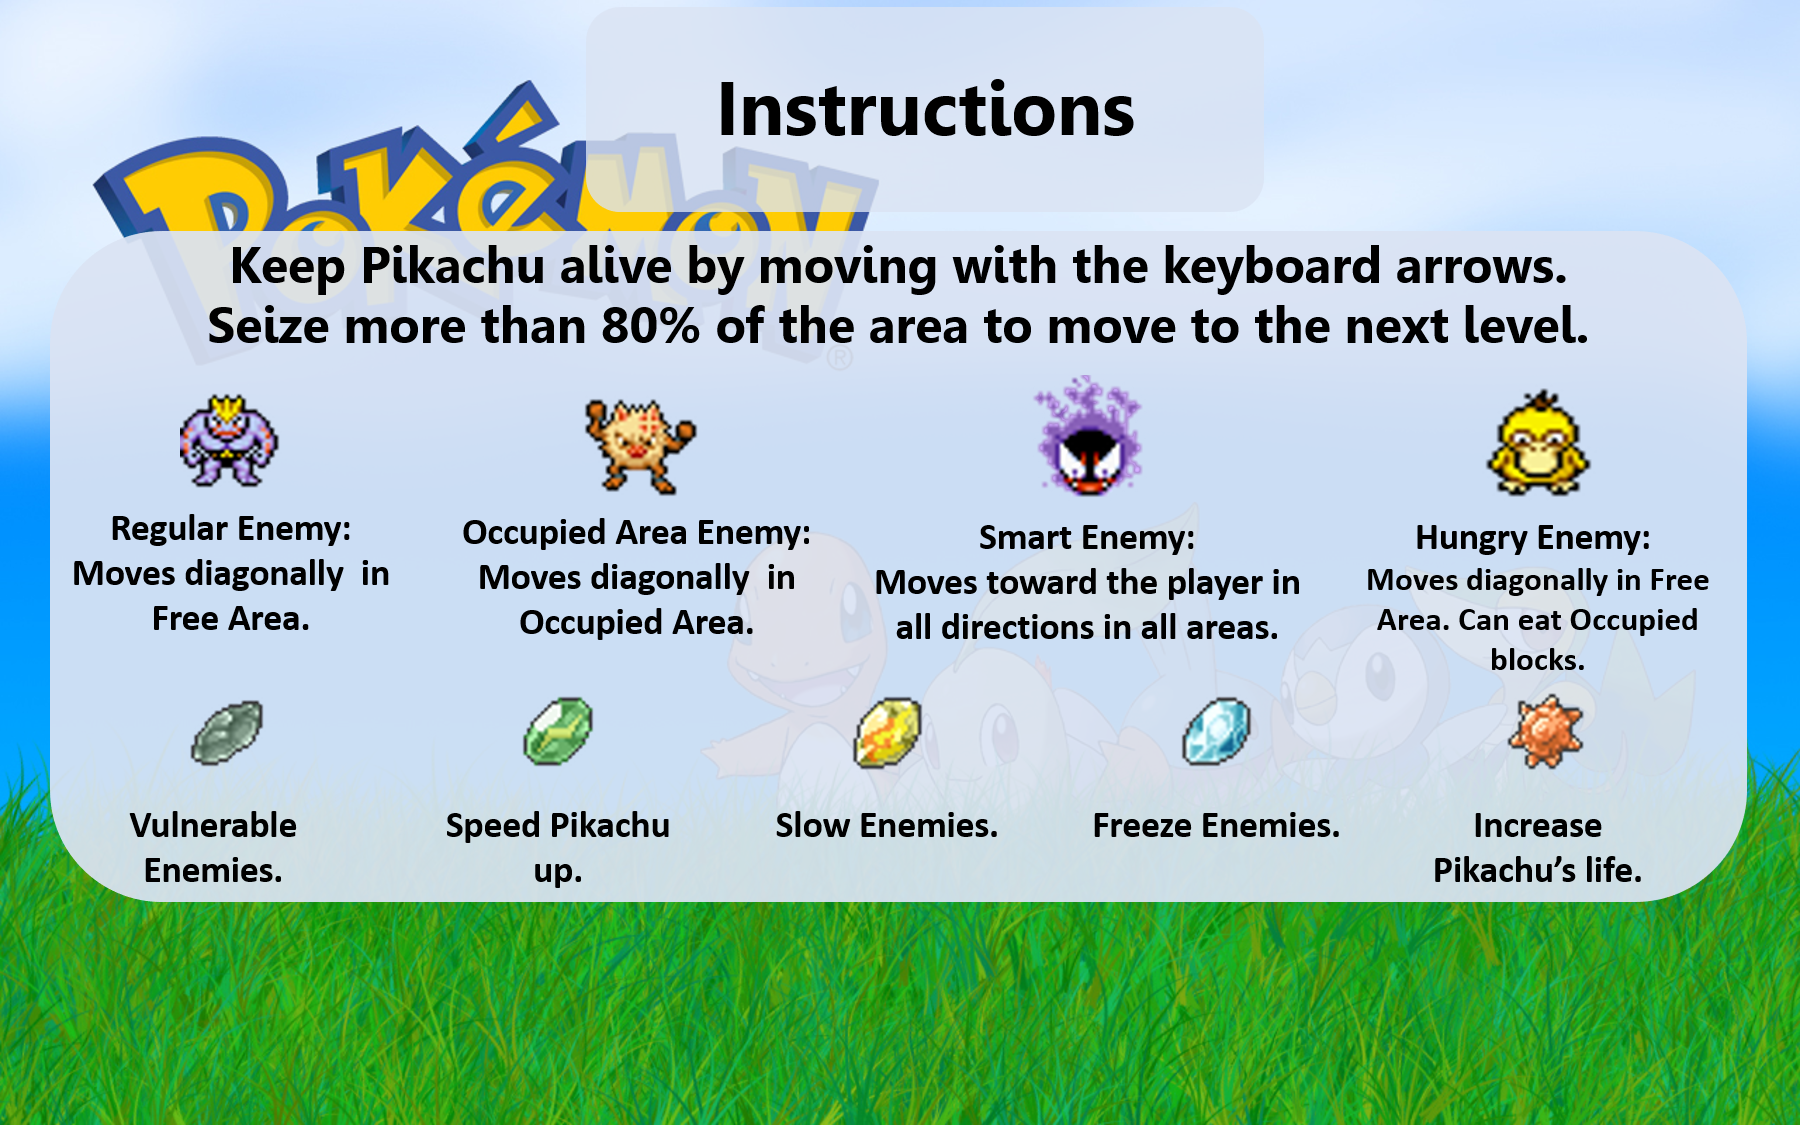 Pokémon
Instructions
Keep Pikachu alive by moving with the keyboard arrows.
Seize more than 80% of the area to move to the next level.
®
Regular Enemy:
Moves diagonally  in
Free Area.
Occupied Area Enemy:
Moves diagonally  in
Occupied Area.
Smart Enemy:
Moves toward the player in
all directions in all areas.
Hungry Enemy:
Moves diagonally in Free
Area. Can eat Occupied
blocks.
Vulnerable
Enemies.
Speed Pikachu
up.
Slow Enemies.
Freeze Enemies.
Increase
Pikachu’s life.